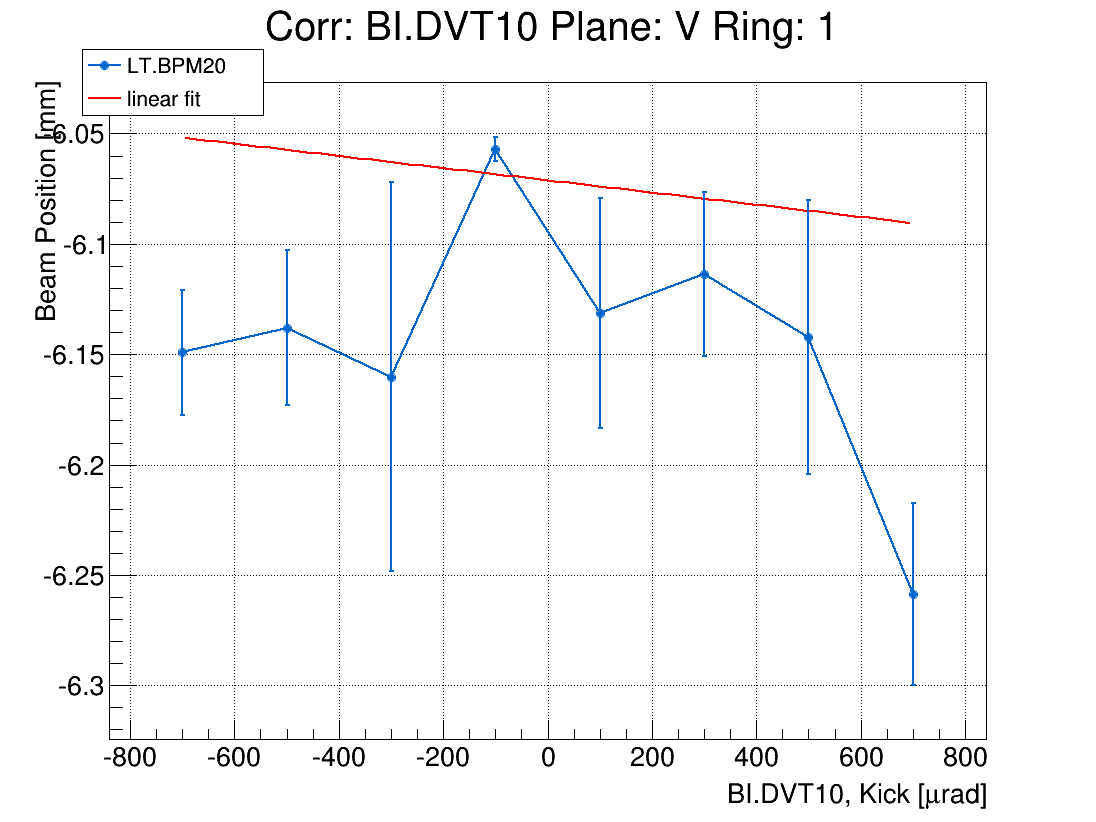 Corr: BI.DVT10 Plane: V Ring: 1
LT.BPM20
linear fit
Beam Position [mm]
-6.05
-6.1
-6.15
-6.2
-6.25
-6.3
-800 -600 -400 -200 0 200 400 600 800
BI.DVT10, Kick [μrad]